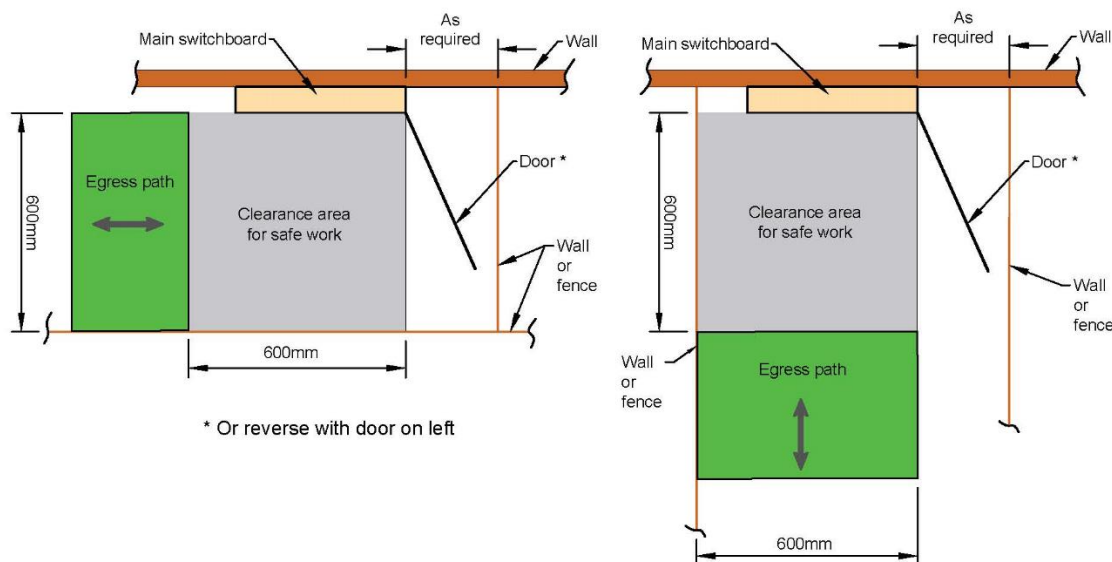 As
required
Main switchboard
Wall
Egress path
600mm
Clearance area
for safe work
Door *
Wall
or
fence
600mm
* Or reverse with door on left
As
required
Main switchboard
Wall
600mm
Clearance area
for safe work
Door *
Wall
or
fence
Wall
or
fence
Egress path
600mm